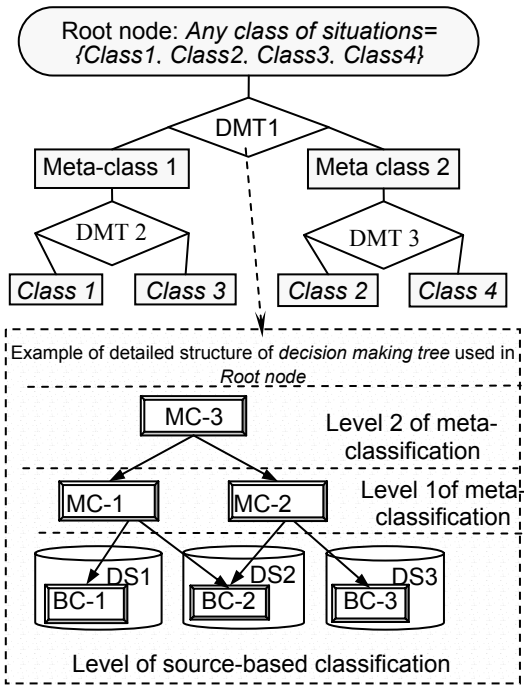 Root node: Any class of situations=
{Class1, Class2, Class3, Class4}
DMT1
Meta-class 1
Meta class 2
DMT 2
DMT 3
Class 1
Class 3
Class 2
Class 4
Example of detailed structure of decision making tree used in
Root node
MC-3
Level 2 of meta-
classification
MC-1
MC-2
Level 1of meta-
classification
DS1
DS2
DS3
BC-1
BC-2
BC-3
Level of source-based classification